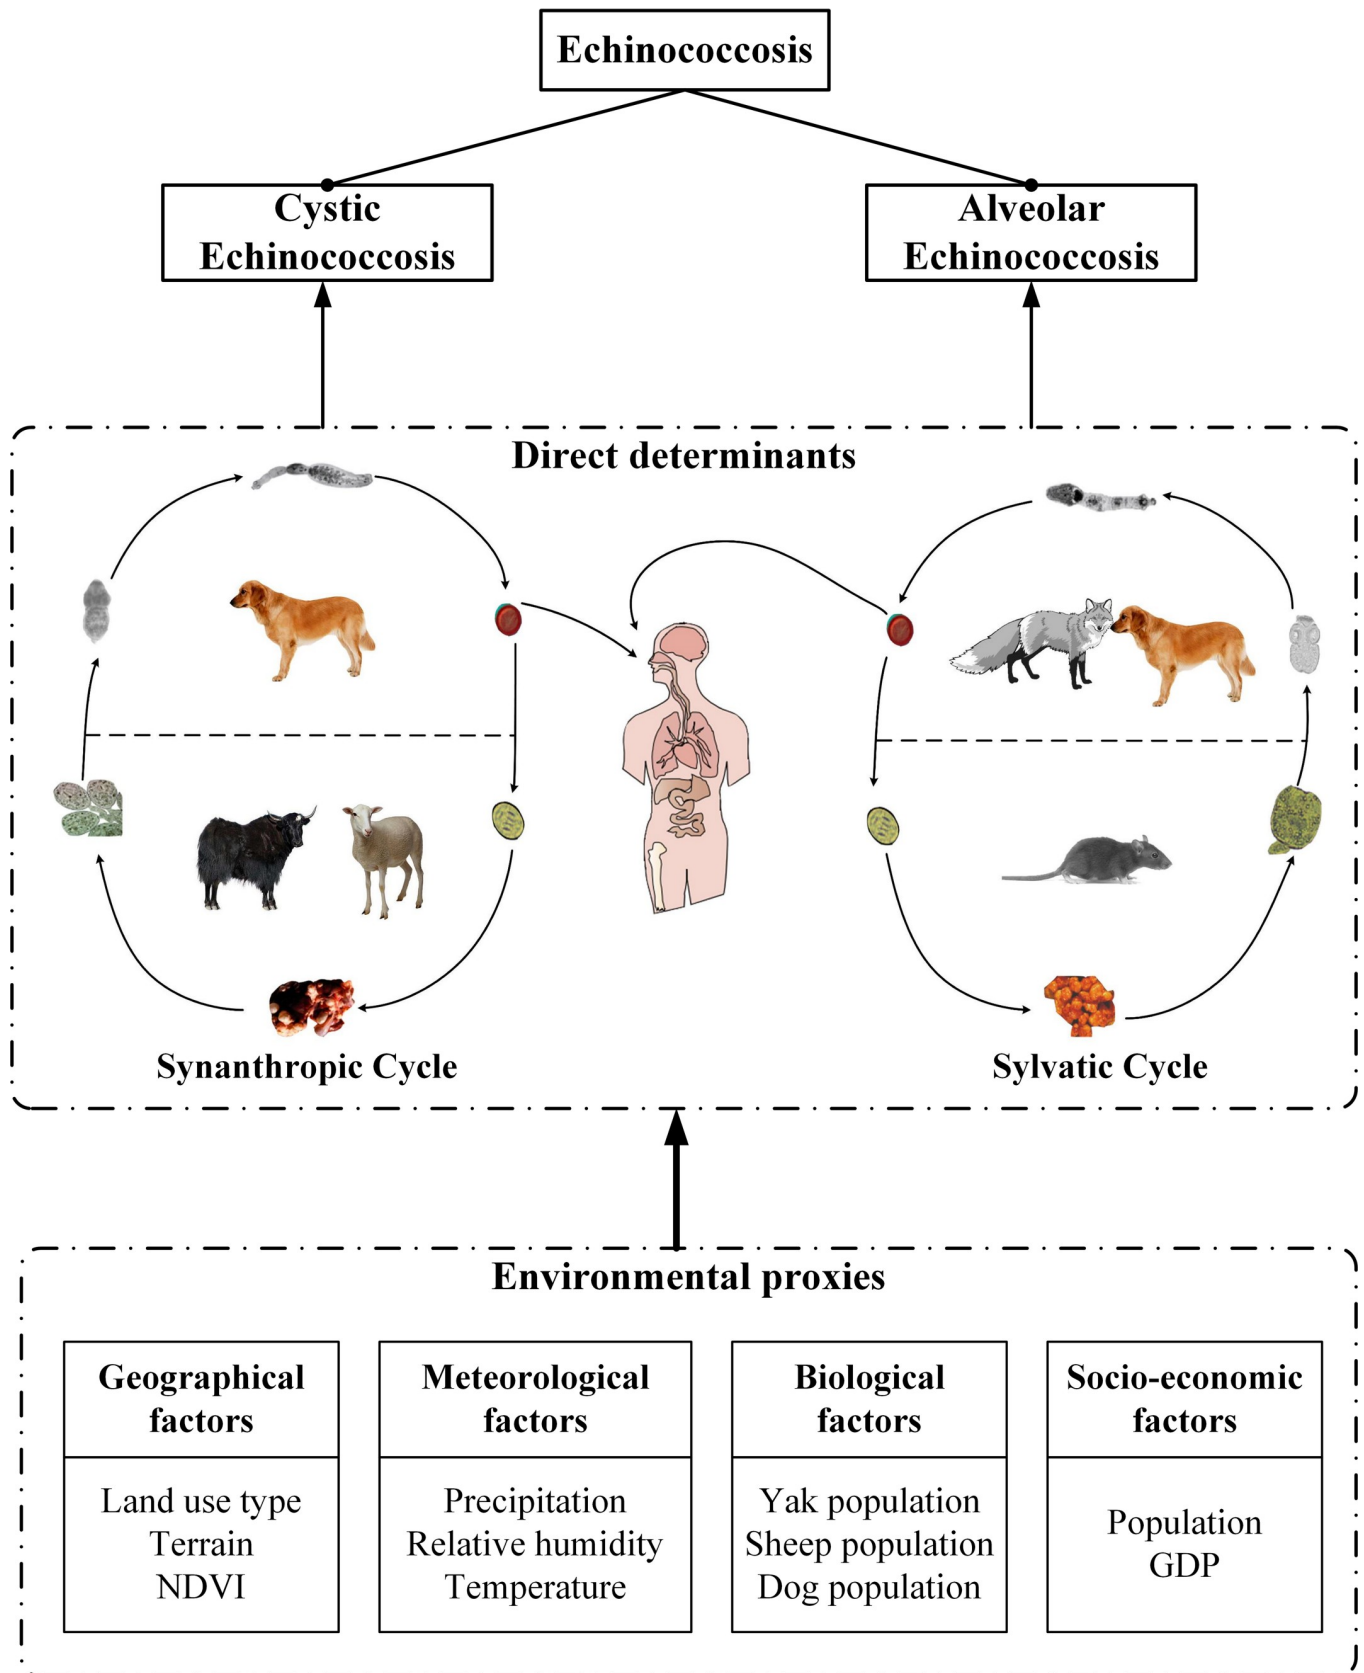 Echinococcosis
Cystic
Echinococcosis
Alveolar
Echinococcosis
Direct determinants
Synanthropic Cycle
Sylvatic Cycle
Environmental proxies
Geographical
factors
Land use type
Terrain
NDVI
Meteorological
factors
Precipitation
Relative humidity
Temperature
Biological
factors
Yak population
Sheep population
Dog population
Socio-economic
factors
Population
GDP